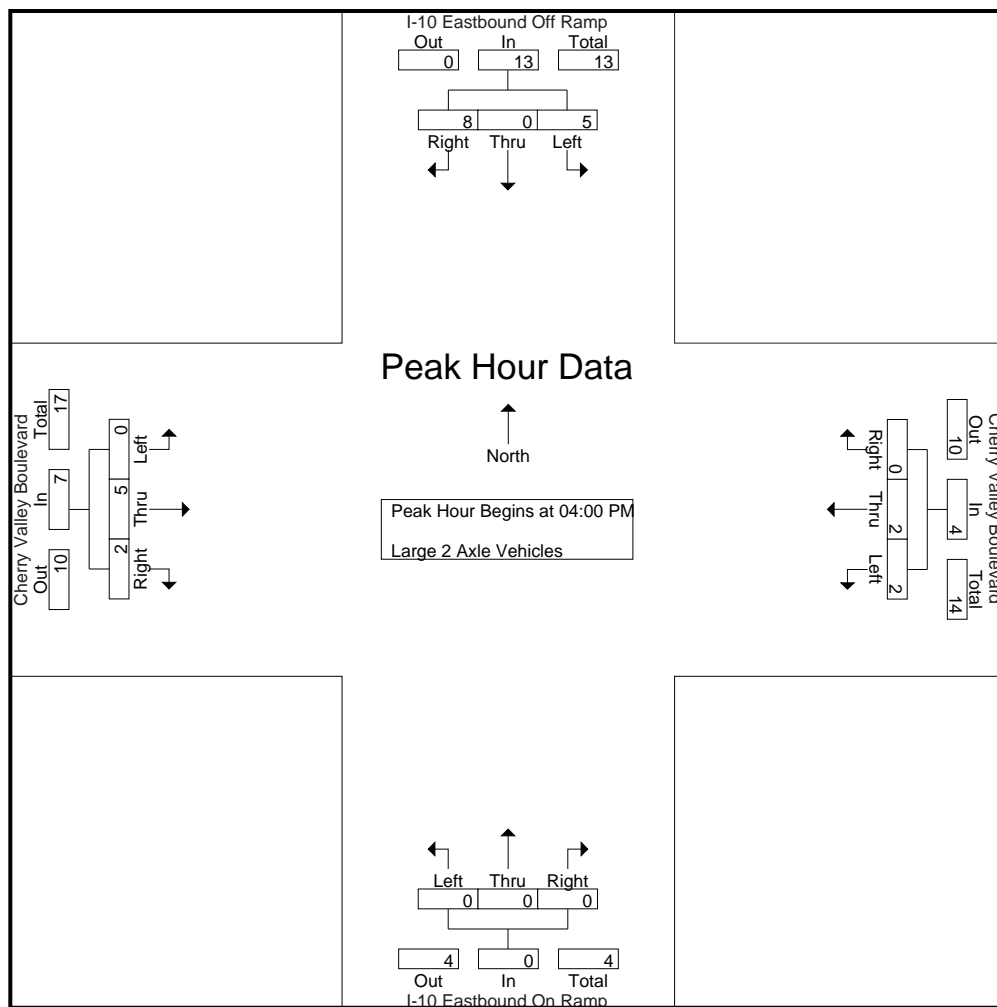 I-10 Eastbound Off Ramp
Out In Total
0 13 13
8 0 5
Right Thru Left
Peak Hour Data
North
Peak Hour Begins at 04:00 PM
Large 2 Axle Vehicles
Cherry Valley Boulevard
Out In Total
10 7 17
Right Thru Left
2 5 0
Cherry Valley Boulevard
Out In Total
10 4 14
Right Thru Left
0 2 2
Left Thru Right
0 0 0
4 0 4
Out In Total
I-10 Eastbound On Ramp